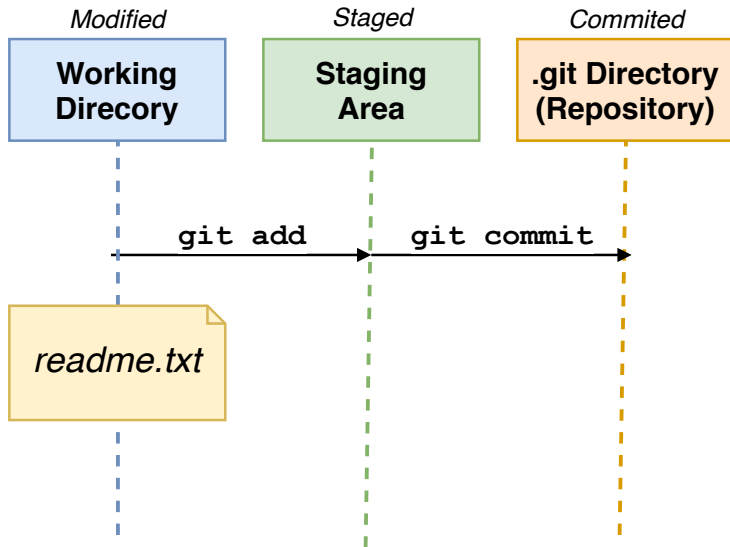 Modified
Staged
Commited
Working
Direcory
Staging
Area
.git Directory
(Repository)
git add
git commit
readme.txt